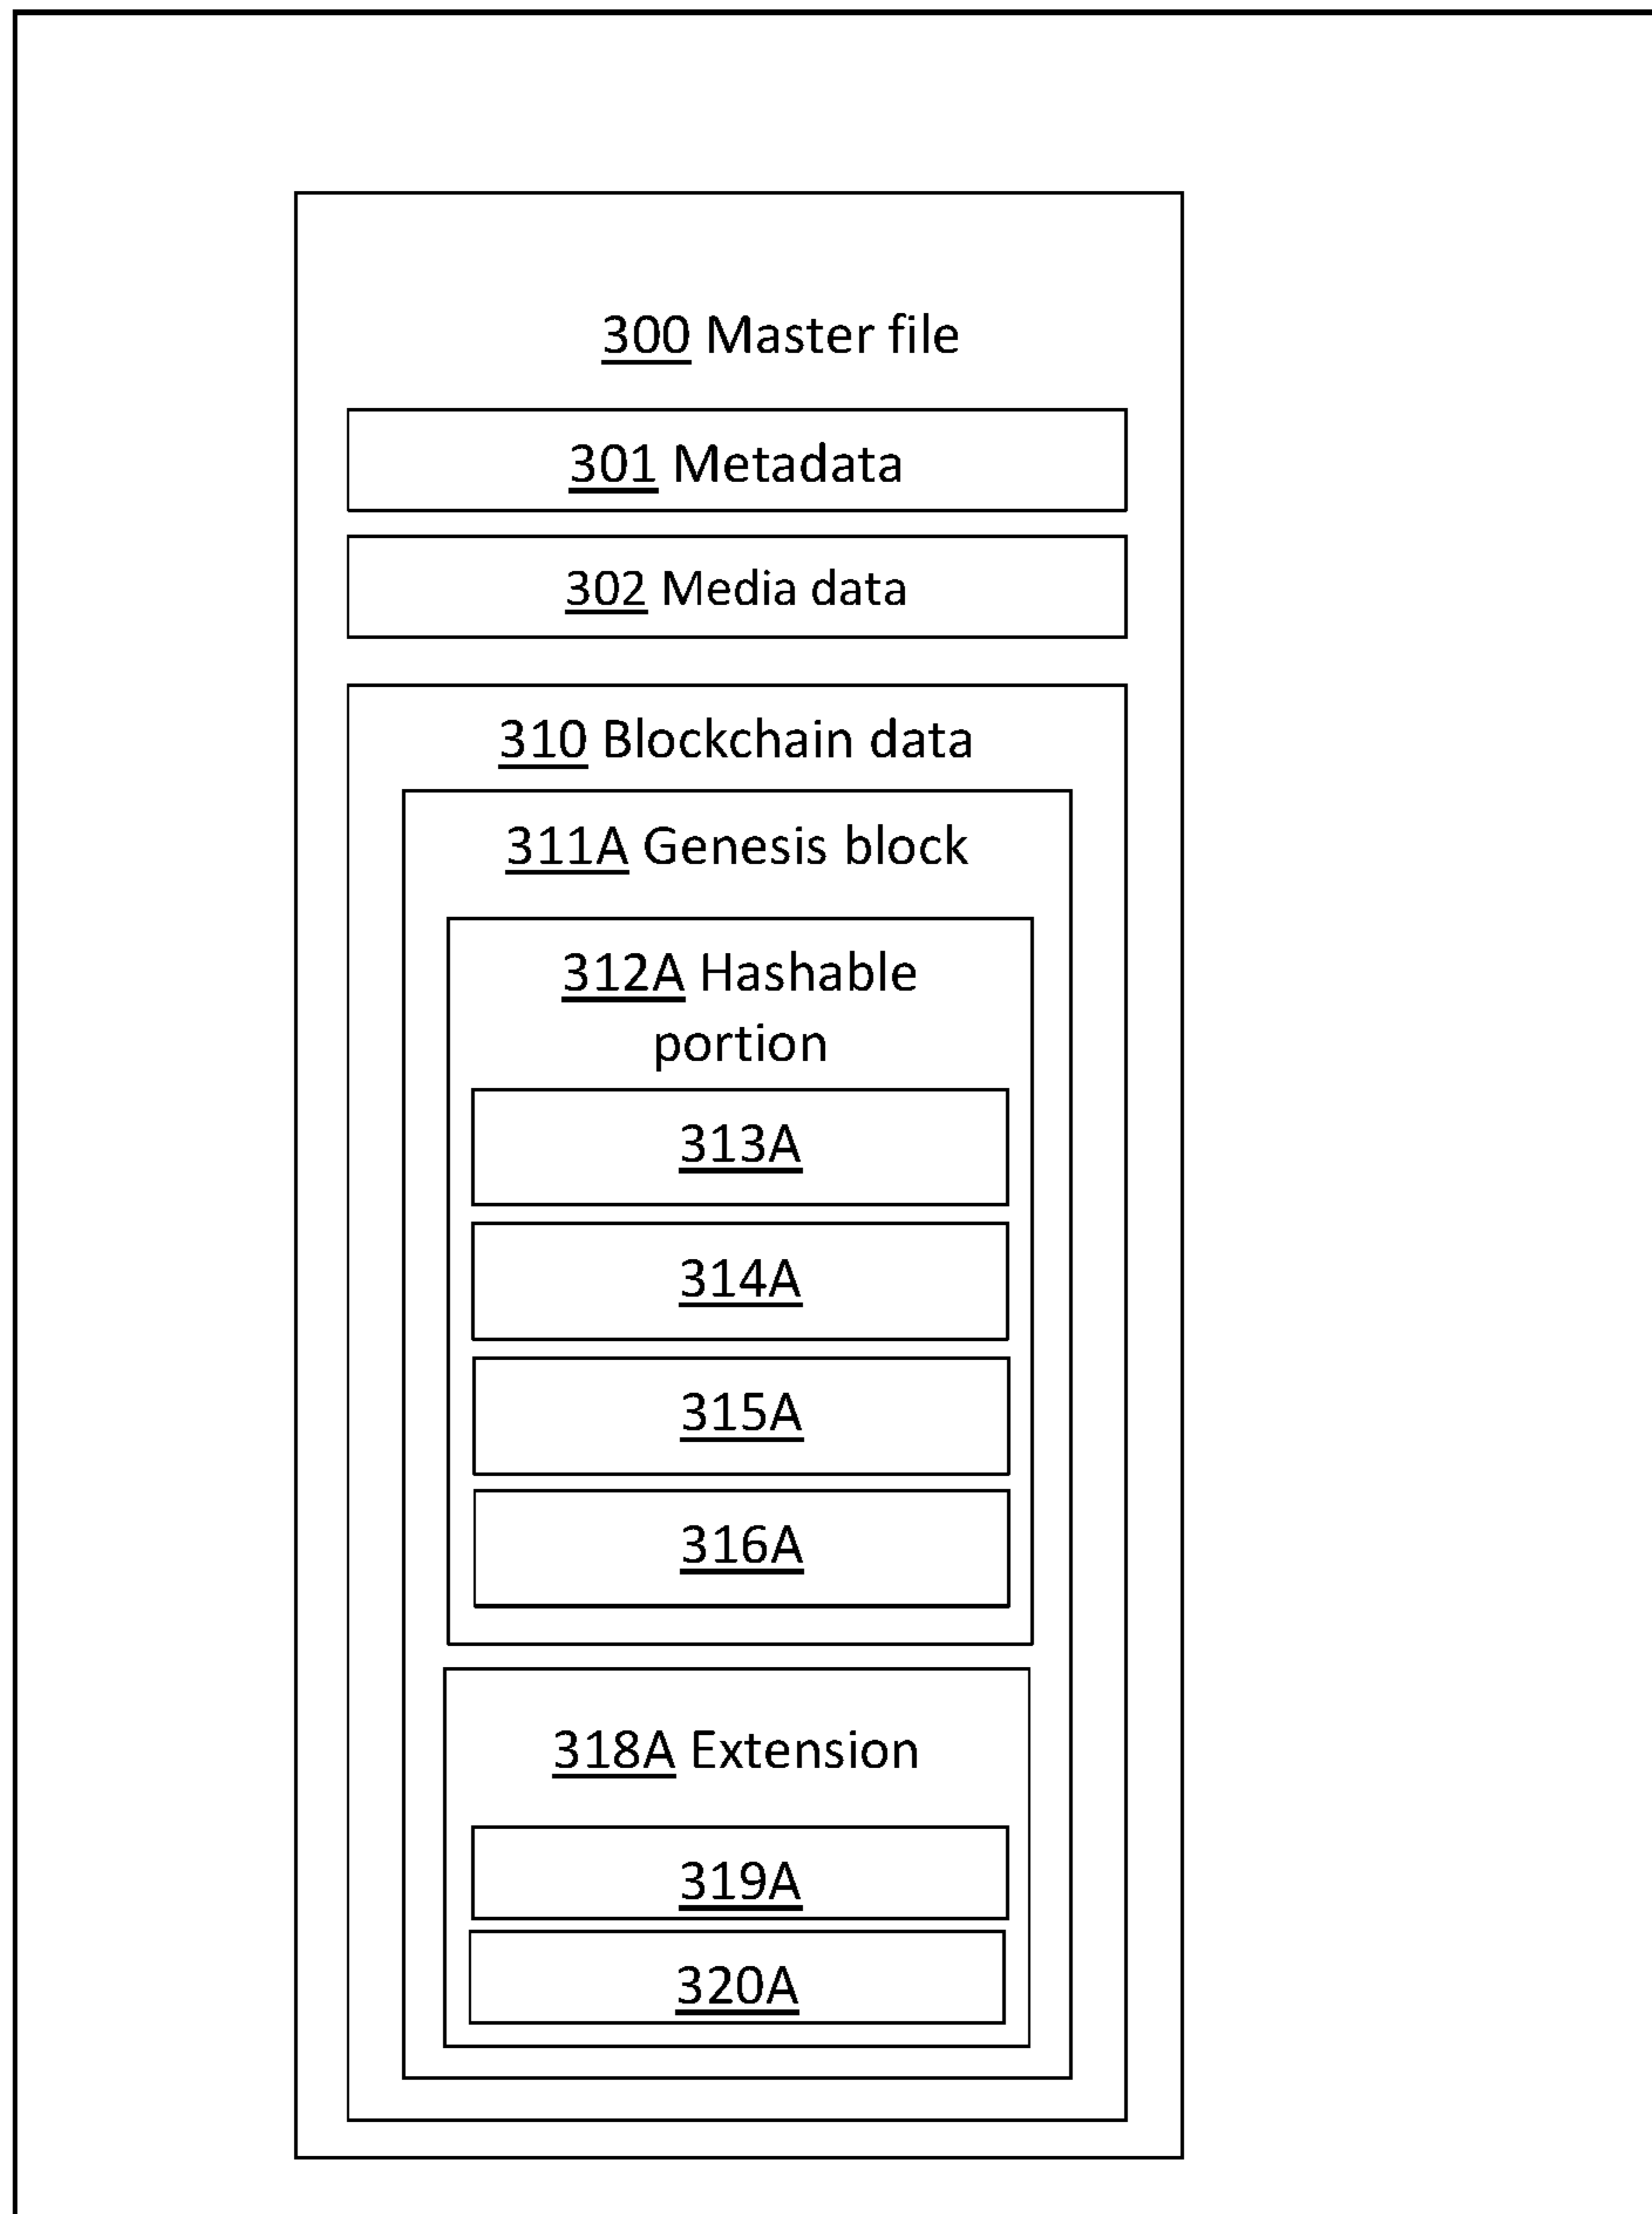 300 Master file
301 Metadata
302 Media data
310 Blockchain data
311A Genesis block
312A Hashable
portion
313A
314A
315A
316A
318A Extension
319A
320A